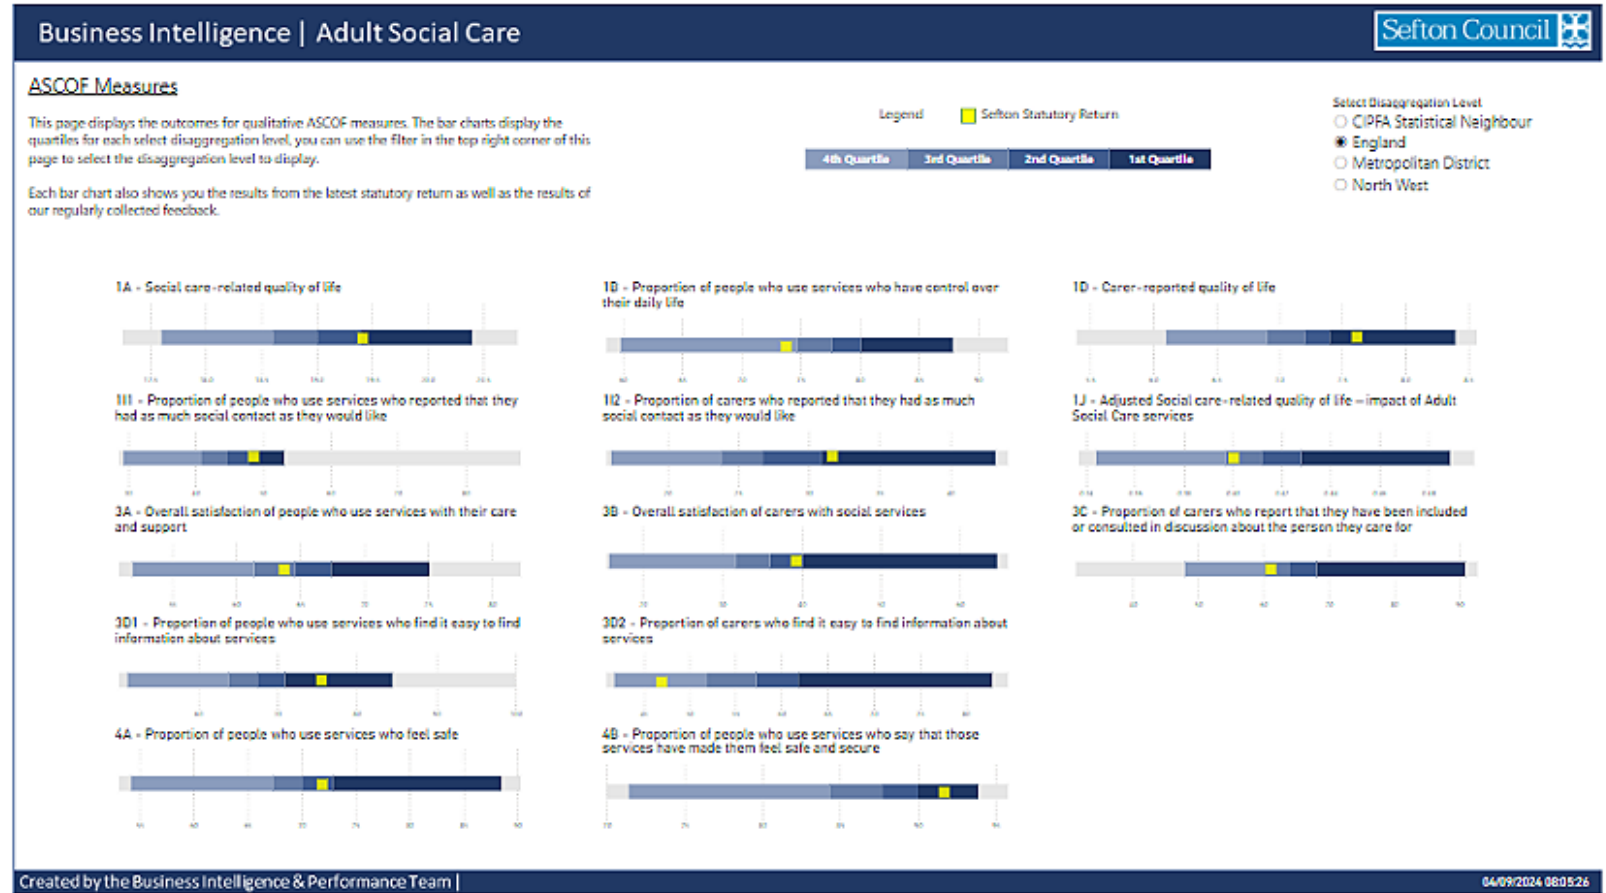 Business Intelligence | Adult Social Care
Sefton Council
ASCOF Measures
This page displays the outcomes for qualitative ASCOF measures. The bar charts display the
quartiles for each select disaggregation level, you can use the filter in the top right corner of this
page to select the disaggregation level to display.
Each bar chart also shows you the results from the latest statutory return as well as the results of
our regularly collected feedback.
Legend
Sefton Statutory Return
4th Quartile 3rd Quartile 2nd Quartile 1st Quartile
Select Disaggregation Level
CIPFA Statistical Neighbour
England
Metropolitan District
North West
1A - Social care-related quality of life
1B - Proportion of people who use services who have control over
their daily life
1D - Carer-reported quality of life
1I1 - Proportion of people who use services who reported that they
had as much social contact as they would like
1I2 - Proportion of carers who reported that they had as much
social contact as they would like
1J - Adjusted Social care-related quality of life – impact of Adult
Social Care services
3A - Overall satisfaction of people who use services with their care
and support
3B - Overall satisfaction of carers with social services
3C - Proportion of carers who report that they have been included
or consulted in discussion about the person they care for
3D1 - Proportion of people who use services who find it easy to find
information about services
3D2 - Proportion of carers who find it easy to find information about
services
4A - Proportion of people who use services who feel safe
4B - Proportion of people who use services who say that those
services have made them feel safe and secure
Created by the Business Intelligence & Performance Team |
04/09/2024 08:05:26